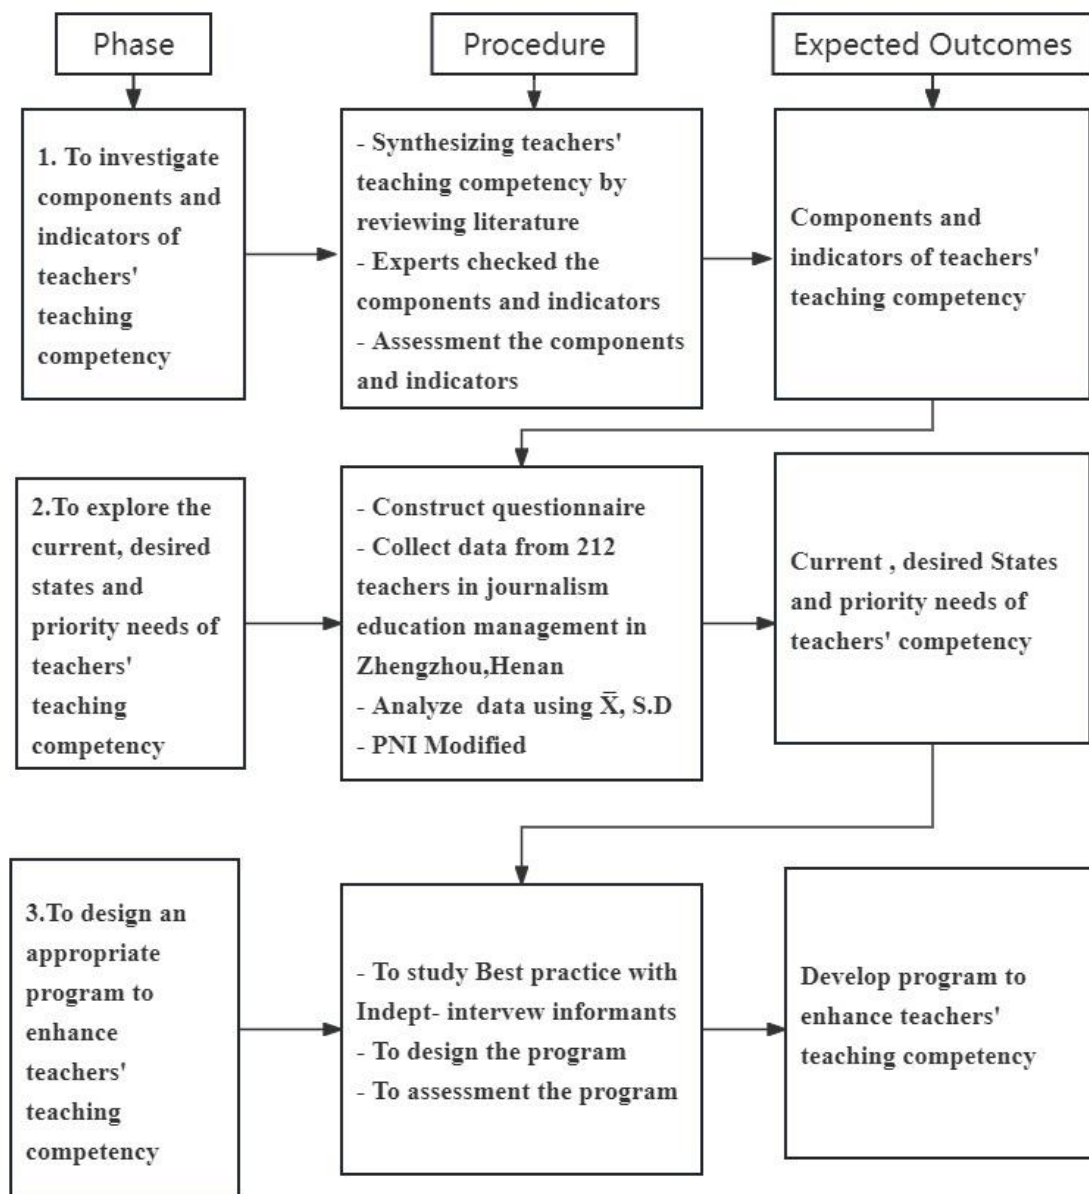 Phase
Procedure
Expected Outcomes
1. To investigate
components and
indicators of
teachers'
teaching
competency
- Synthesizing teachers'
teaching competency by
reviewing literature
- Experts checked the
components and indicators
- Assessment the components
and indicators
Components and
indicators of teachers'
teaching competency
2.To explore the
current, desired
states and
priority needs of
teachers'
teaching
competency
- Construct questionnaire
- Collect data from 212
teachers in journalism
education management in
Zhengzhou,Henan
- Analyze data using X̄, S.D
- PNI Modified
Current , desired States
and priority needs of
teachers' competency
3.To design an
appropriate
program to
enhance
teachers'
teaching
competency
- To study Best practice with
Indept- intervew informants
- To design the program
- To assessment the program
Develop program to
enhance teachers'
teaching competency